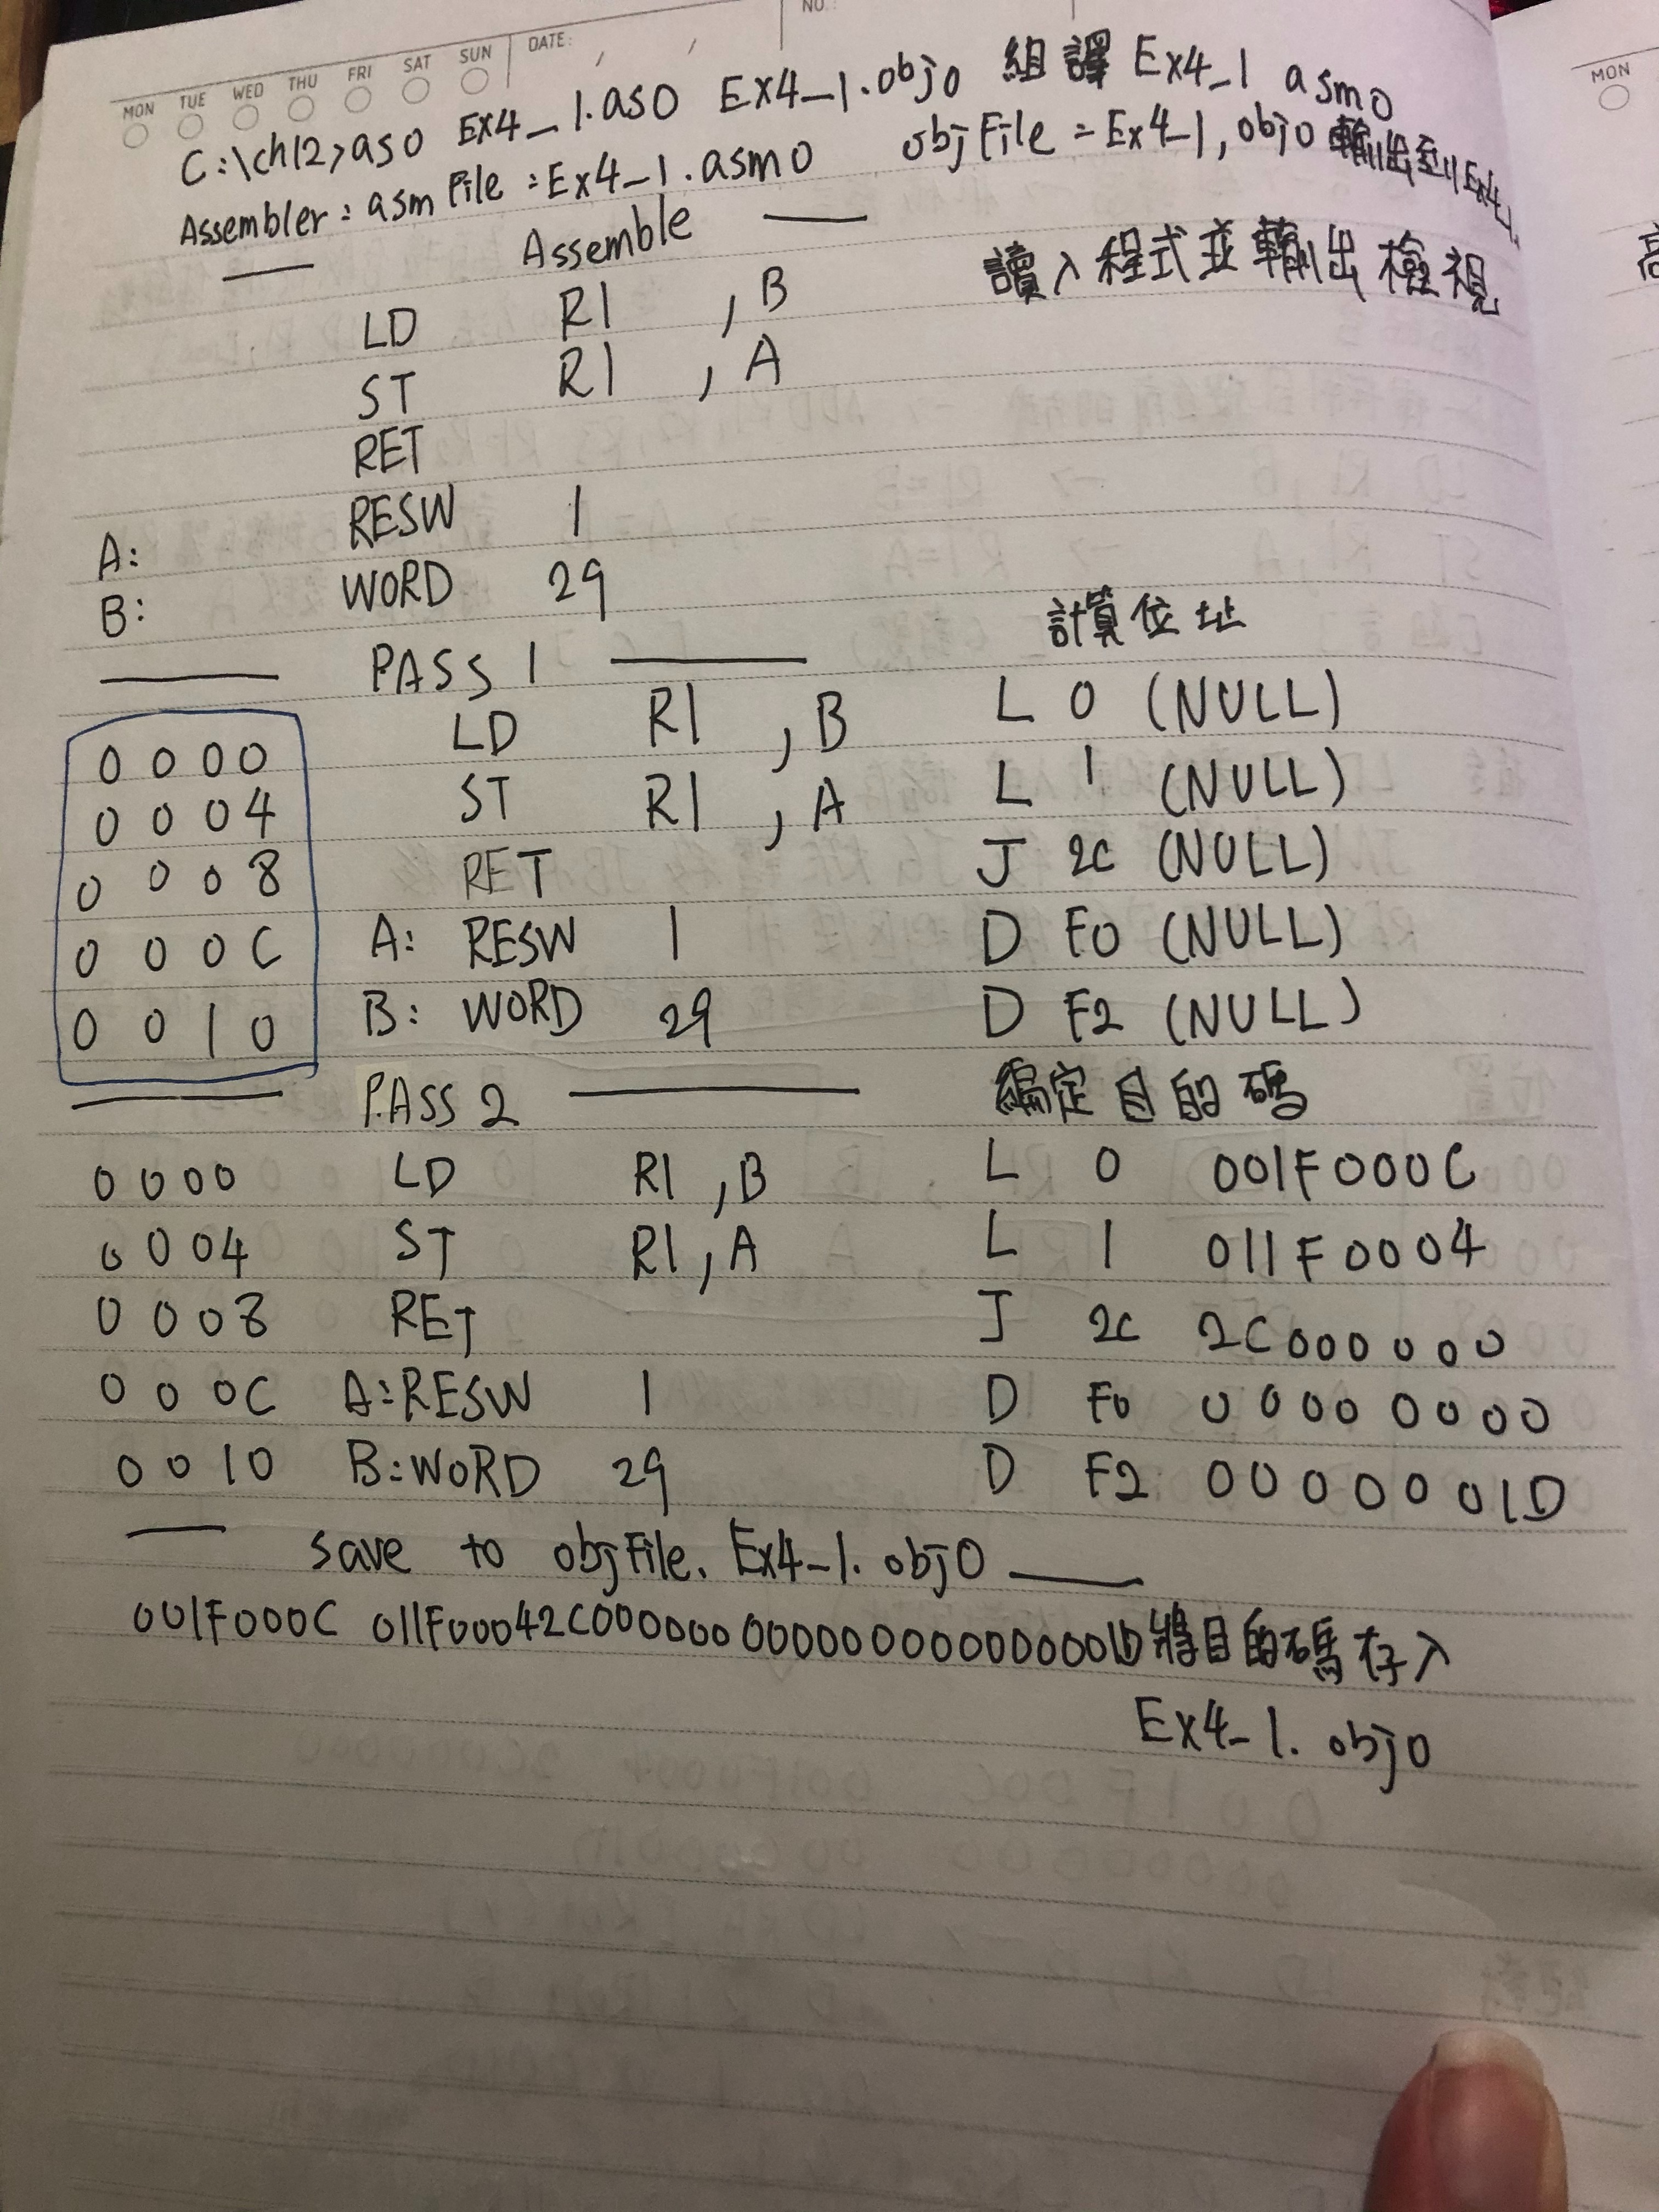 NO.:
MON TUE WED THU FRI SAT SUN DATE: / /
MON
C:\ch12>as0 EX4_1.as0 EX4_1.obj0 組譯 Ex4_1 asm0
Assembler = asm File = Ex4_1.asm0 objFile = Ex4_1, obj0 輸出至
Assemble
讀入程式並輸出檢視
高
LD R1 , B
ST R1 , A
RET
A: RESW 1
B: WORD 29
PASS 1 計算位址
0000 LD R1 , B L 0 (NULL)
0004 ST R1 , A L 1 (NULL)
0008 RET J 2C (NULL)
000C A: RESW 1 D F0 (NULL)
0010 B: WORD 29 D F2 (NULL)
PASS 2 編定目的碼
0000 LD R1 , B L 0 001F000C
0004 ST R1 , A L 1 011F0004
0008 RET J 2C 2C000000
000C A:RESW 1 D F0 00000000
0010 B:WORD 29 D F2 0000001D
save to objFile. Ex4_1. obj0
001F000C 011F00042C000000 將目的碼存入
Ex4_1. obj0